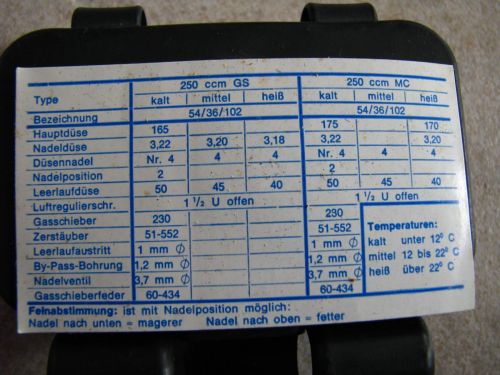 250 ccm GS 250 ccm MC
Type kalt mittel heiß kalt mittel heiß
Bezeichnung 54/36/102 54/36/102
Hauptdüse 165 175 170
Nadeldüse 3,22 3,20 3,18 3,22 3,20
Düsennadel Nr. 4 4 4 Nr. 4 4 4
Nadelposition 2 2
Leerlaufdüse 50 45 40 50 45 40
Luftregulierschr. 1 ½ U offen 1 ½ U offen
Gasschieber 230 230
Zerstäuber 51-552 51-552
Leerlaufaustritt 1 mm Ø 1 mm Ø
By-Pass-Bohrung 1,2 mm Ø 1,2 mm Ø
Nadelventil 3,7 mm Ø 3,7 mm Ø
Gasschieberfeder 60-434 60-434
Temperaturen:
kalt unter 12° C
mittel 12 bis 22° C
heiß über 22° C
Feinabstimmung: ist mit Nadelposition möglich:
Nadel nach unten = magerer Nadel nach oben = fetter